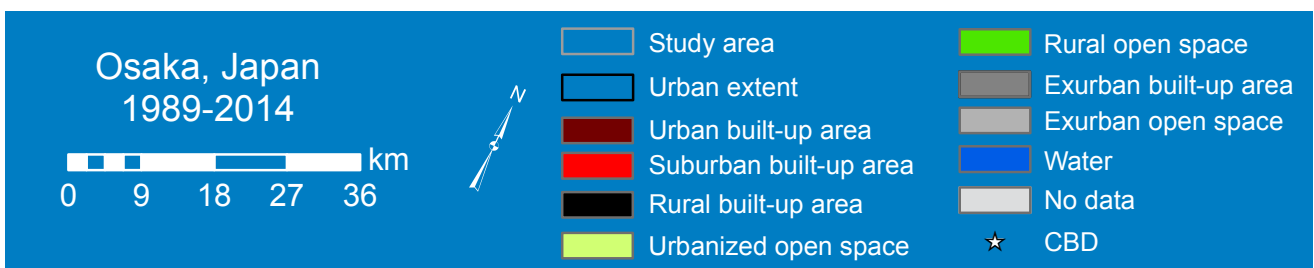 Osaka, Japan
1989-2014
km
0 9 18 27 36
N
Study area
Urban extent
Urban built-up area
Suburban built-up area
Rural built-up area
Urbanized open space
Rural open space
Exurban built-up area
Exurban open space
Water
No data
CBD